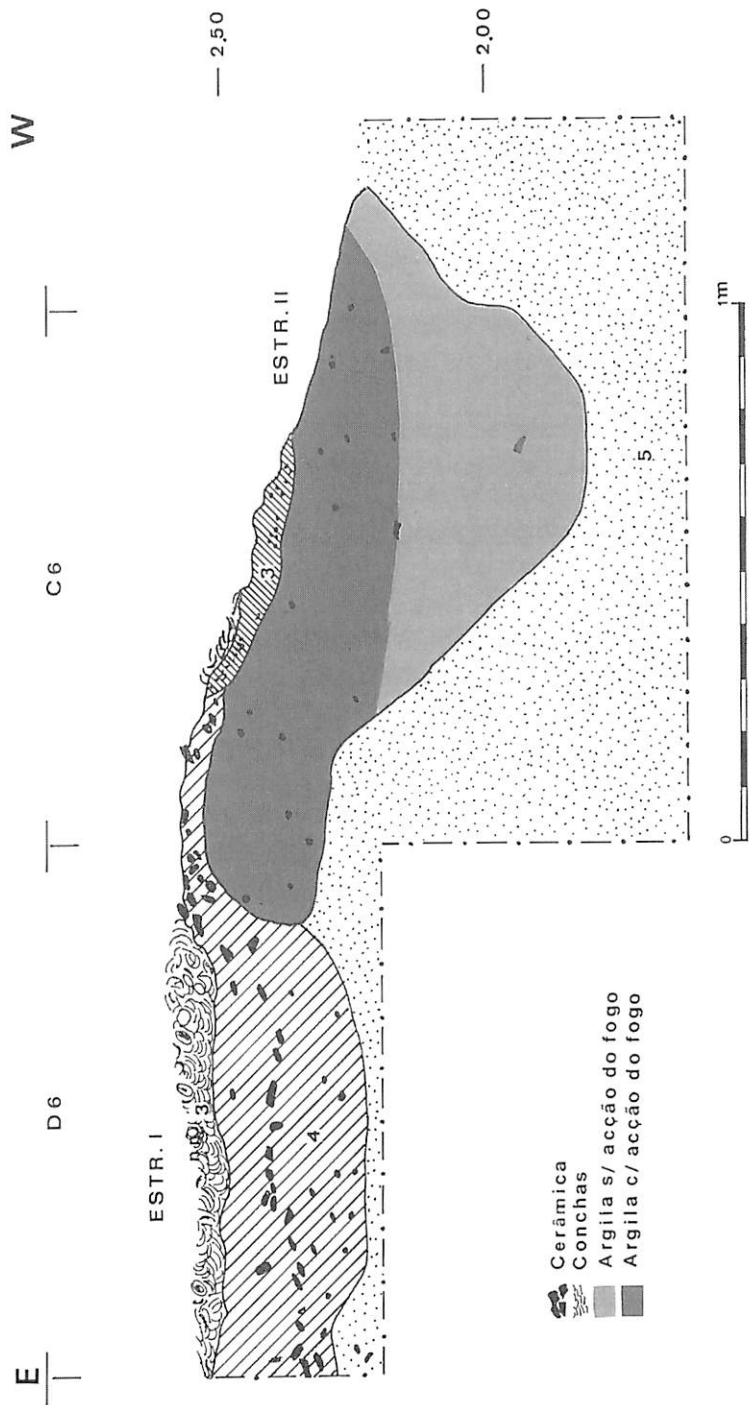 E
W
D6
C6
ESTR. I
ESTR. II
2,50
2,00
3
3
4
5
Cerâmica
Conchas
Argila s/ acção do fogo
Argila c/ acção do fogo
0
1m